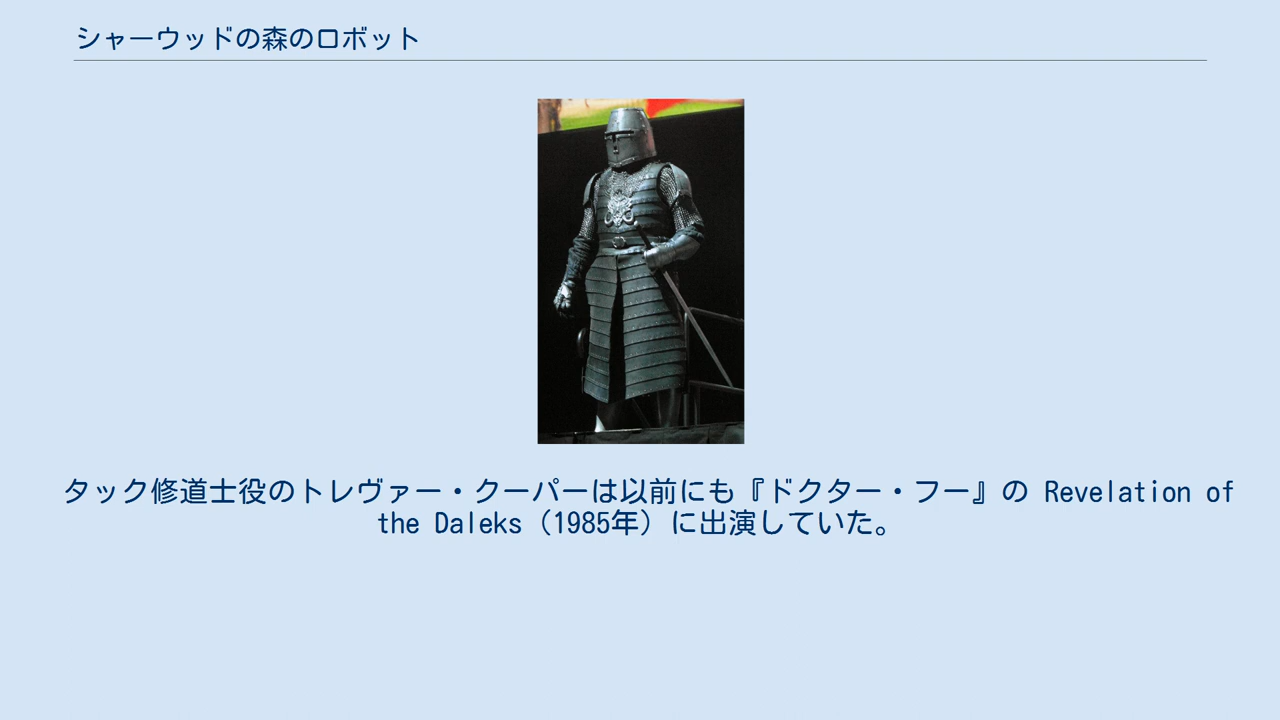 シャーウッドの森のロボット
タック修道士役のトレヴァー・クーパーは以前にも『ドクター・フー』の Revelation of
the Daleks（1985年）に出演していた。